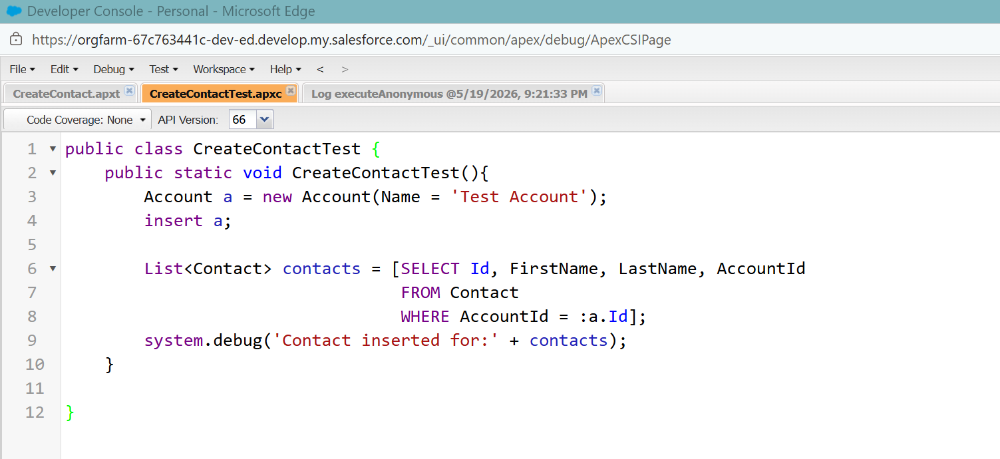 Developer Console - Personal - Microsoft Edge
https://orgfarm-67c763441c-dev-ed.develop.my.salesforce.com/_ui/common/apex/debug/ApexCSIPage
File Edit Debug Test Workspace Help < >
CreateContact.apxt CreateContactTest.apxc Log executeAnonymous @5/19/2026, 9:21:33 PM
Code Coverage: None API Version: 66
1 public class CreateContactTest {
2 public static void CreateContactTest(){
3 Account a = new Account(Name = 'Test Account');
4 insert a;
5
6 List<Contact> contacts = [SELECT Id, FirstName, LastName, AccountId
7 FROM Contact
8 WHERE AccountId = :a.Id];
9 system.debug('Contact inserted for:' + contacts);
10 }
11
12 }